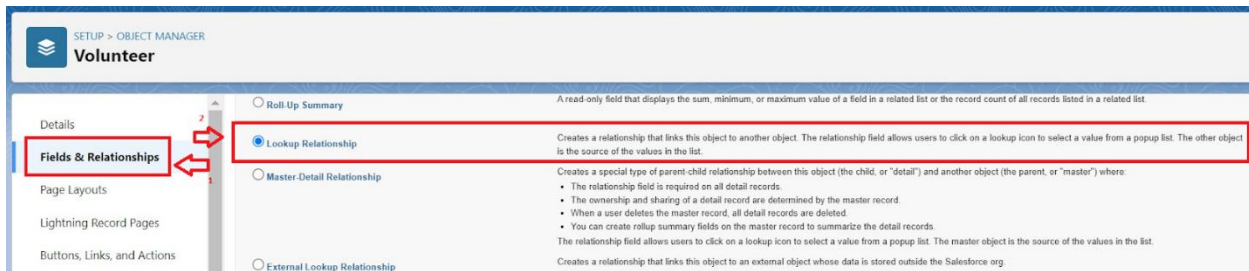 SETUP > OBJECT MANAGER
Volunteer
Details
2
Fields & Relationships
1
Page Layouts
Lightning Record Pages
Buttons, Links, and Actions
Roll-Up Summary
A read-only field that displays the sum, minimum, or maximum value of a field in a related list or the record count of all records listed in a related list.
Lookup Relationship
Creates a relationship that links this object to another object. The relationship field allows users to click on a lookup icon to select a value from a popup list. The other object
is the source of the values in the list.
Master-Detail Relationship
Creates a special type of parent-child relationship between this object (the child, or "detail") and another object (the parent, or "master") where:
• The relationship field is required on all detail records.
• The ownership and sharing of a detail record are determined by the master record.
• When a user deletes the master record, all detail records are deleted.
• You can create rollup summary fields on the master record to summarize the detail records.
The relationship field allows users to click on a lookup icon to select a value from a popup list. The master object is the source of the values in the list.
External Lookup Relationship
Creates a relationship that links this object to an external object whose data is stored outside the Salesforce org.